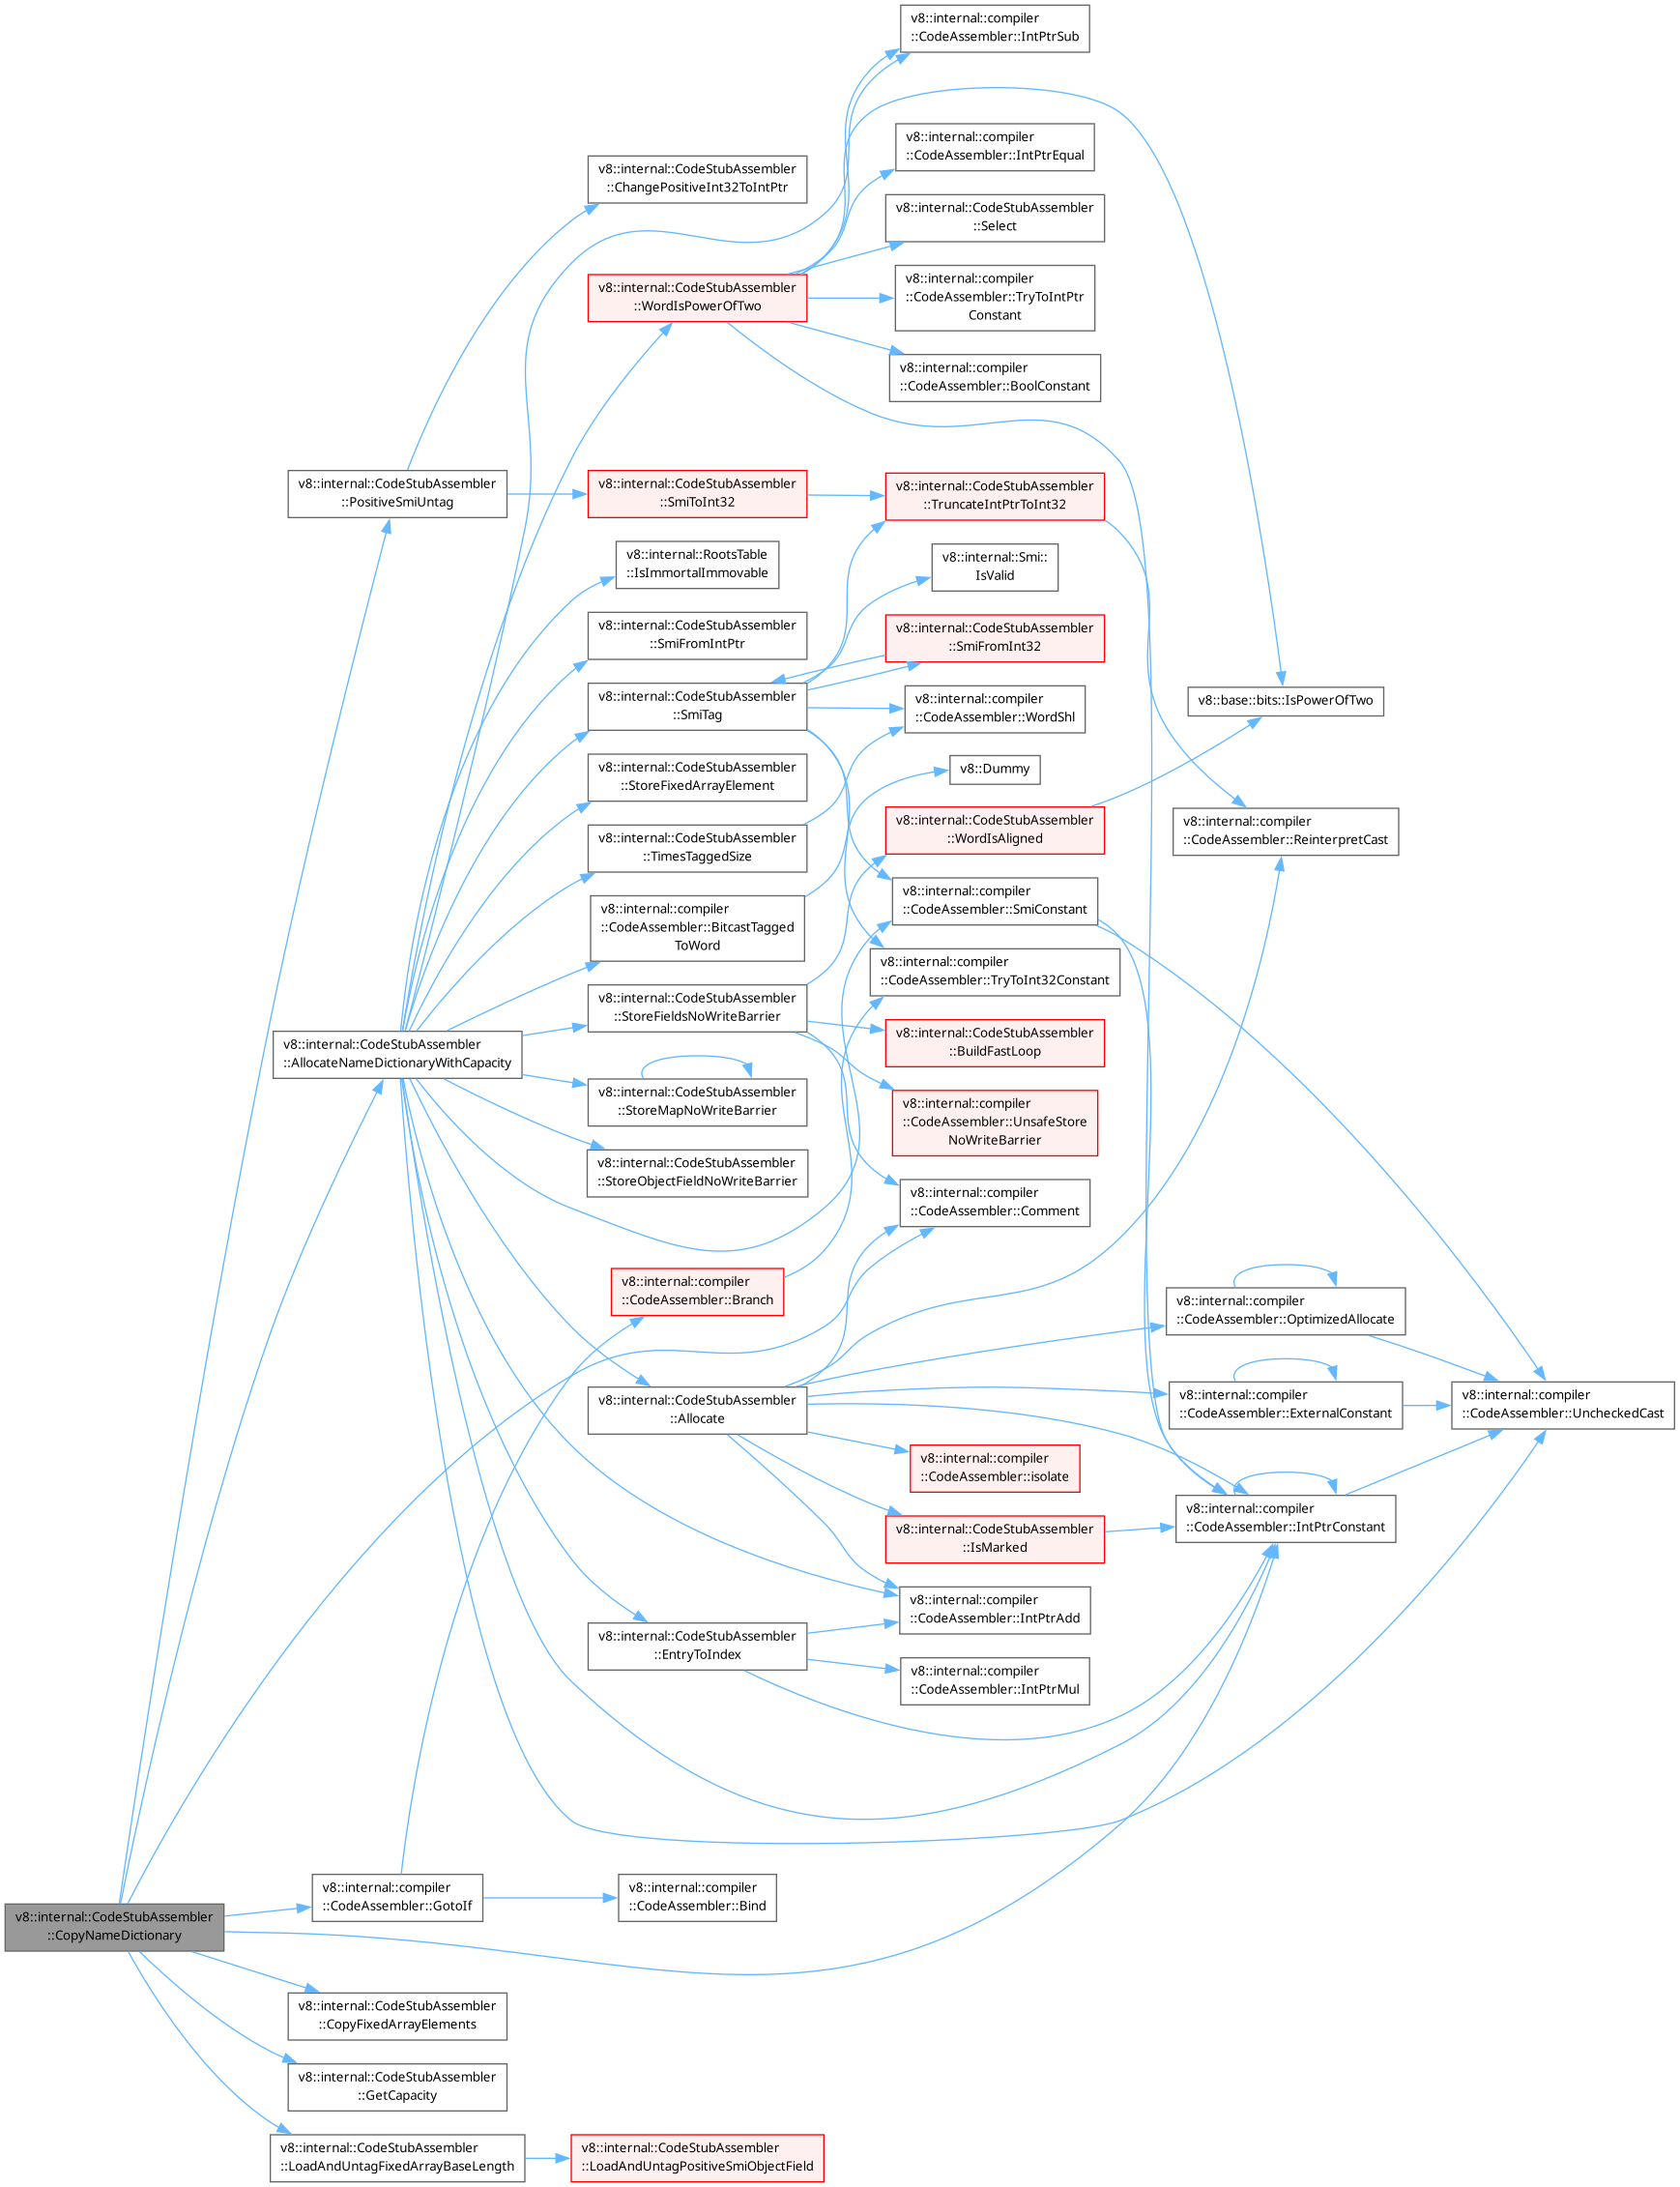 v8::internal::compiler
::CodeAssembler::IntPtrSub
v8::internal::compiler
::CodeAssembler::IntPtrEqual
v8::internal::CodeStubAssembler
::ChangePositiveInt32ToIntPtr
v8::internal::CodeStubAssembler
::Select
v8::internal::CodeStubAssembler
::WordIsPowerOfTwo
v8::internal::compiler
::CodeAssembler::TryToIntPtr
Constant
v8::internal::compiler
::CodeAssembler::BoolConstant
v8::internal::CodeStubAssembler
::PositiveSmiUntag
v8::internal::CodeStubAssembler
::SmiToInt32
v8::internal::CodeStubAssembler
::TruncateIntPtrToInt32
v8::internal::RootsTable
::IsImmortalImmovable
v8::internal::Smi::
IsValid
v8::internal::CodeStubAssembler
::SmiFromIntPtr
v8::internal::CodeStubAssembler
::SmiFromInt32
v8::internal::CodeStubAssembler
::SmiTag
v8::internal::compiler
::CodeAssembler::WordShl
v8::base::bits::IsPowerOfTwo
v8::internal::CodeStubAssembler
::StoreFixedArrayElement
v8::Dummy
v8::internal::CodeStubAssembler
::TimesTaggedSize
v8::internal::CodeStubAssembler
::WordIsAligned
v8::internal::compiler
::CodeAssembler::ReinterpretCast
v8::internal::compiler
::CodeAssembler::BitcastTagged
ToWord
v8::internal::compiler
::CodeAssembler::SmiConstant
v8::internal::compiler
::CodeAssembler::TryToInt32Constant
v8::internal::CodeStubAssembler
::StoreFieldsNoWriteBarrier
v8::internal::CodeStubAssembler
::AllocateNameDictionaryWithCapacity
v8::internal::CodeStubAssembler
::BuildFastLoop
v8::internal::CodeStubAssembler
::StoreMapNoWriteBarrier
v8::internal::compiler
::CodeAssembler::UnsafeStore
NoWriteBarrier
v8::internal::CodeStubAssembler
::StoreObjectFieldNoWriteBarrier
v8::internal::compiler
::CodeAssembler::Comment
v8::internal::compiler
::CodeAssembler::Branch
v8::internal::compiler
::CodeAssembler::OptimizedAllocate
v8::internal::CodeStubAssembler
::Allocate
v8::internal::compiler
::CodeAssembler::ExternalConstant
v8::internal::compiler
::CodeAssembler::UncheckedCast
v8::internal::compiler
::CodeAssembler::isolate
v8::internal::compiler
::CodeAssembler::IntPtrConstant
v8::internal::CodeStubAssembler
::IsMarked
v8::internal::compiler
::CodeAssembler::IntPtrAdd
v8::internal::CodeStubAssembler
::EntryToIndex
v8::internal::compiler
::CodeAssembler::IntPtrMul
v8::internal::CodeStubAssembler
::CopyNameDictionary
v8::internal::compiler
::CodeAssembler::GotoIf
v8::internal::compiler
::CodeAssembler::Bind
v8::internal::CodeStubAssembler
::CopyFixedArrayElements
v8::internal::CodeStubAssembler
::GetCapacity
v8::internal::CodeStubAssembler
::LoadAndUntagFixedArrayBaseLength
v8::internal::CodeStubAssembler
::LoadAndUntagPositiveSmiObjectField